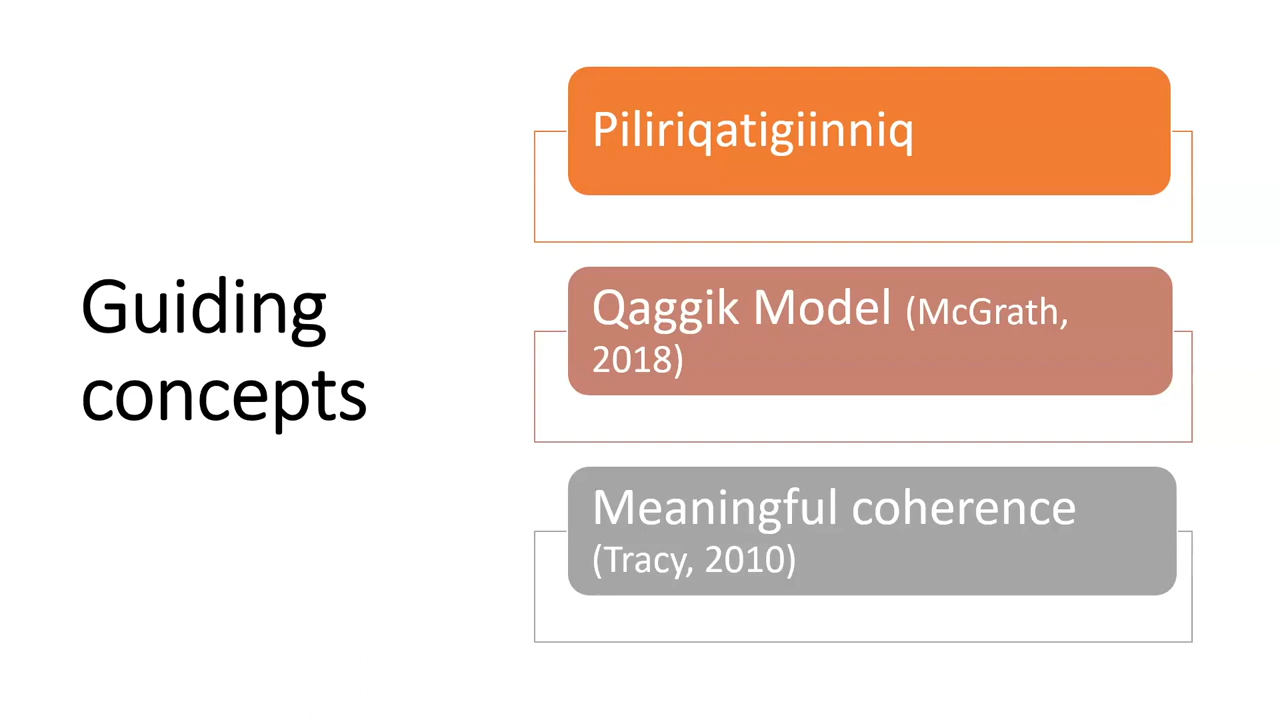 Guiding
concepts
Piliriqatigiinniq
Qaggik Model (McGrath,
2018)
Meaningful coherence
(Tracy, 2010)